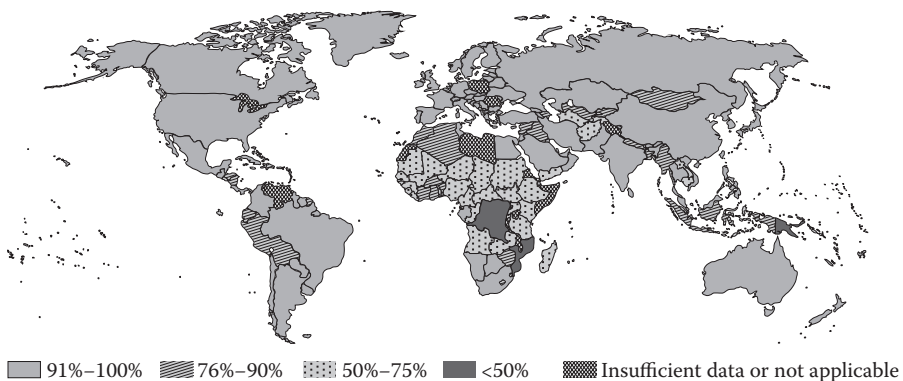 91%–100% 76%–90% 50%–75% <50% Insufficient data or not applicable